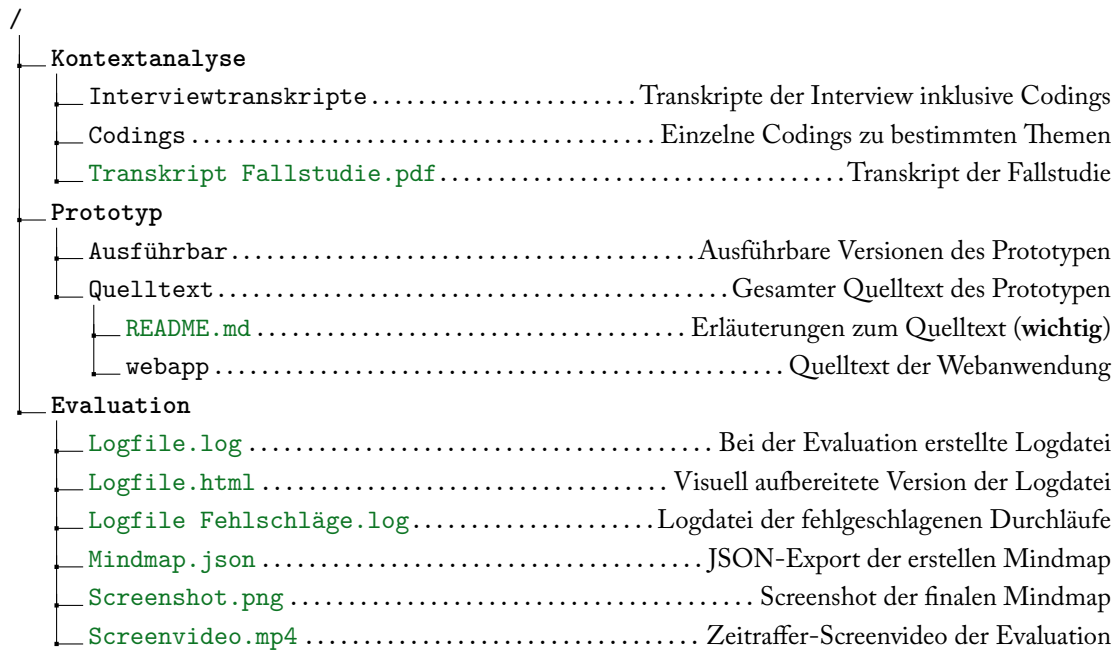 /
Kontextanalyse
Interviewtranskripte........................Transkripte der Interview inklusive Codings
Codings..........................................Einzelne Codings zu bestimmten Themen
Transkript Fallstudie.pdf....................................Transkript der Fallstudie
Prototyp
Ausführbar..........................................Ausführbare Versionen des Prototypen
Quelltext..............................................Gesamter Quelltext des Prototypen
README.md......................................Erläuterungen zum Quelltext (wichtig)
webapp...................................................Quelltext der Webanwendung
Evaluation
Logfile.log..........................................Bei der Evaluation erstellte Logdatei
Logfile.html....................................Visuell aufbereitete Version der Logdatei
Logfile Fehlschläge.log.....................Logdatei der fehlgeschlagenen Durchläufe
Mindmap.json.......................................JSON-Export der erstellen Mindmap
Screenshot.png..........................................Screenshot der finalen Mindmap
Screenvideo.mp4...................................Zeitraffer-Screenvideo der Evaluation